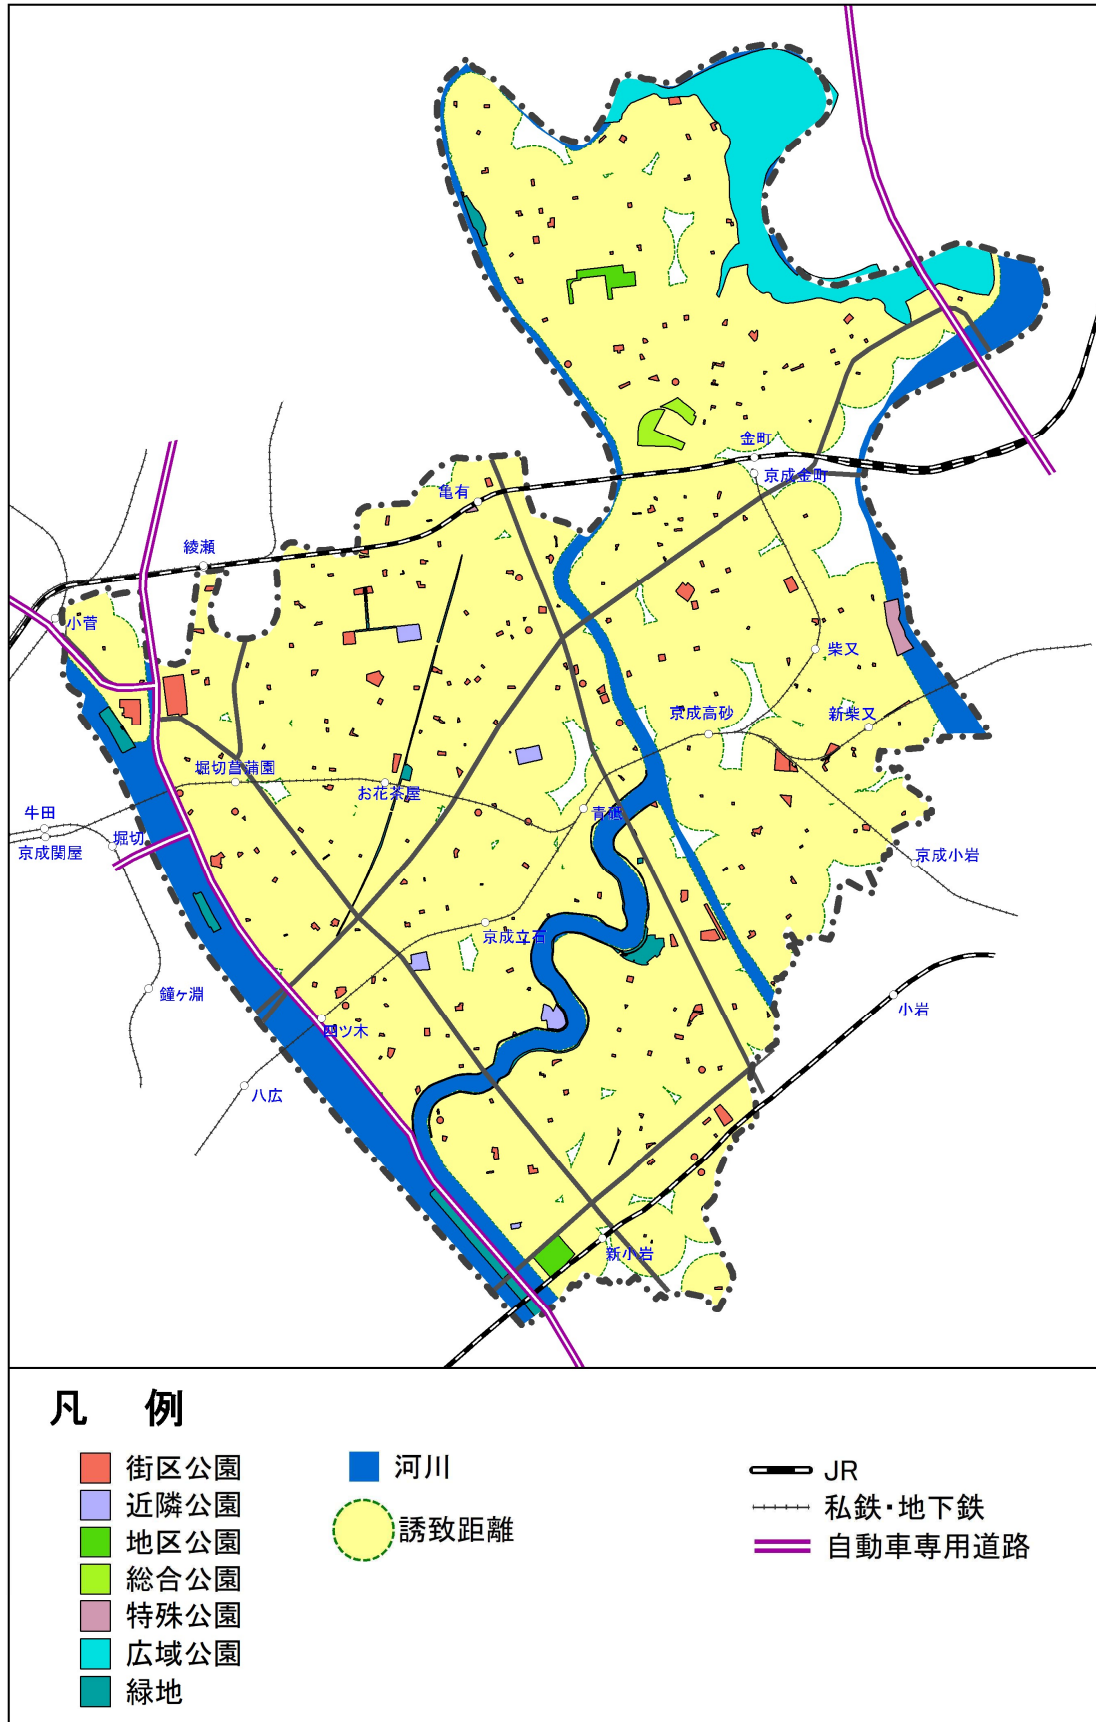 金町
京成金町
亀有
綾瀬
小菅
柴又
京成高砂
新柴又
堀切菖蒲園
お花茶屋
牛田
青砥
京成関屋
堀切
京成小岩
京成立石
鐘ヶ淵
小岩
四ツ木
八広
新小岩
凡 例
街区公園
近隣公園
地区公園
総合公園
特殊公園
広域公園
緑地
河川
誘致距離
JR
私鉄・地下鉄
自動車専用道路